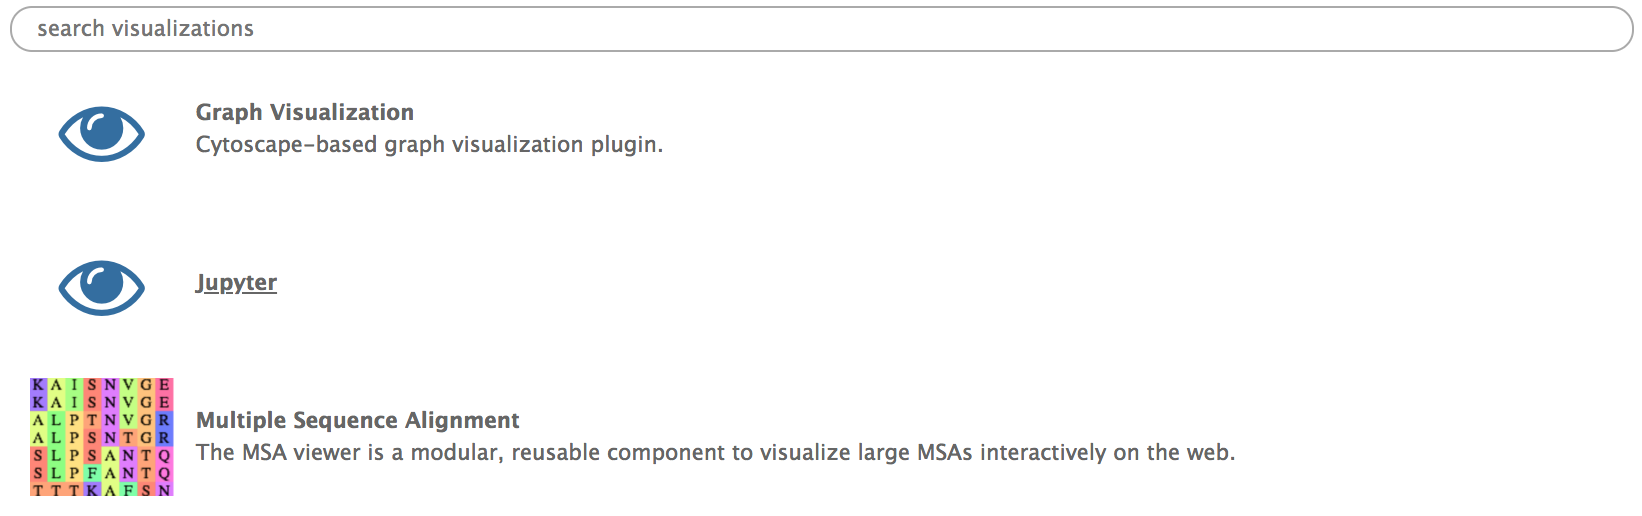 search visualizations
Graph Visualization
Cytoscape-based graph visualization plugin.
Jupyter
K A I S N V G E
K A I S N V G E
A L P T N V G R
A L P S N T G R
S L P S A N T Q
S L P F A N T Q
T T T K A F S N
Multiple Sequence Alignment
The MSA viewer is a modular, reusable component to visualize large MSAs interactively on the web.